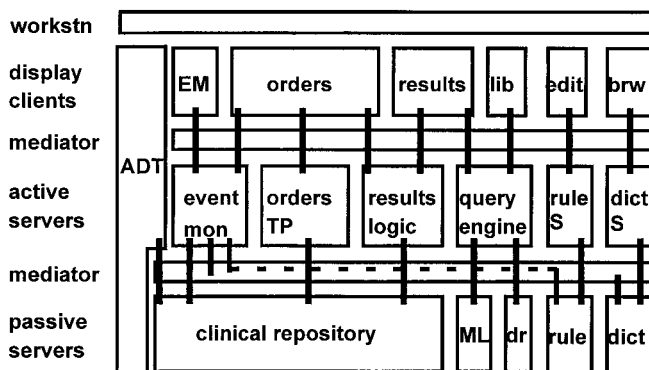 workstn
display
clients
EM orders results lib edit brw
mediator
ADT
active
servers
event
mon
orders
TP
results
logic
query
engine
rule
S
dict
S
mediator
passive
servers
clinical repository ML dr rule dict